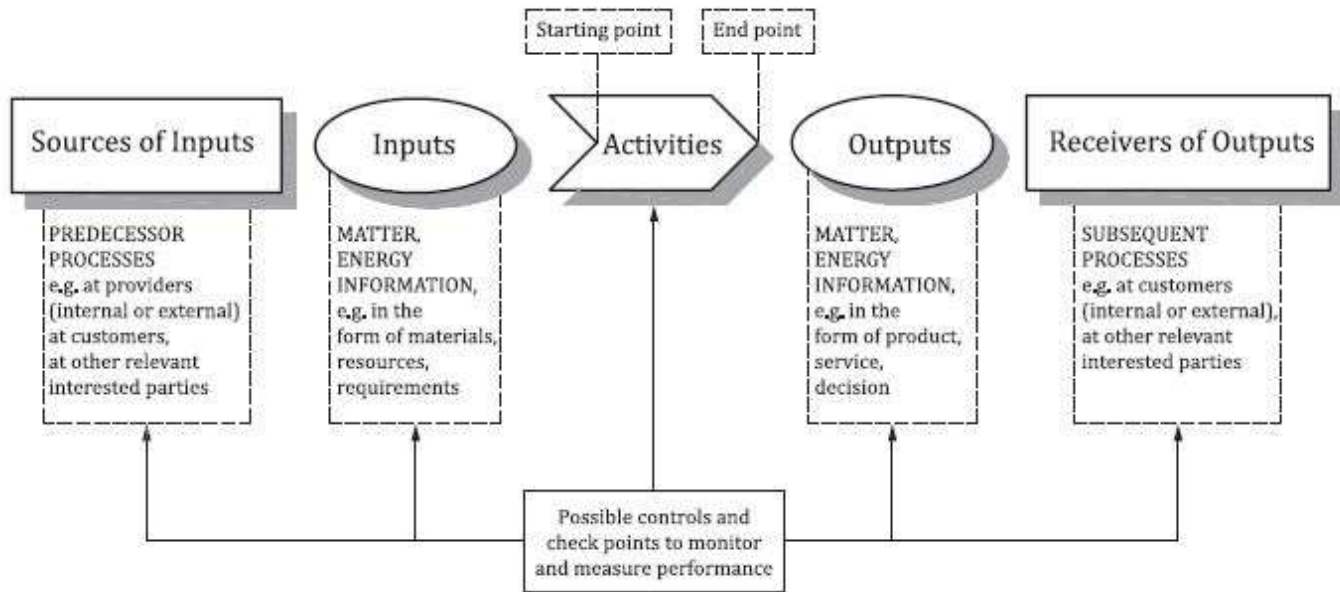 Starting point
End point
Sources of Inputs
Inputs
Activities
Outputs
Receivers of Outputs
PREDECESSOR
PROCESSES
e.g. at providers
(internal or external)
at customers,
at other relevant
interested parties
MATTER,
ENERGY
INFORMATION,
e.g. in the
form of materials,
resources,
requirements
MATTER,
ENERGY
INFORMATION,
e.g. in the
form of product,
service,
decision
SUBSEQUENT
PROCESSES
e.g. at customers
(internal or external),
at other relevant
interested parties
Possible controls and
check points to monitor
and measure performance